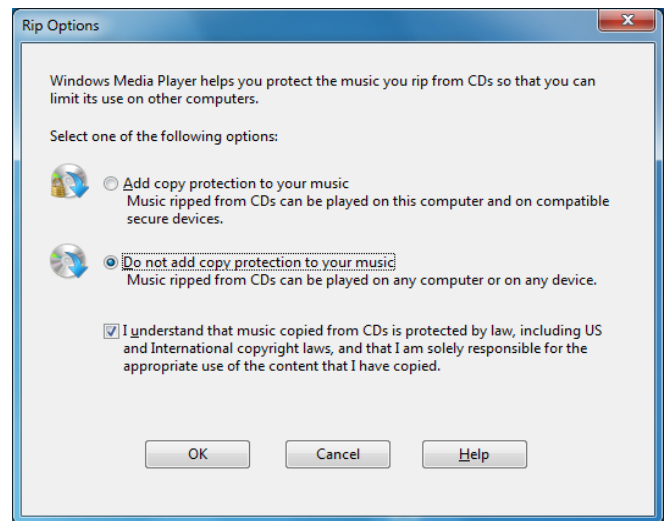 Rip Options
Windows Media Player helps you protect the music you rip from CDs so that you can
limit its use on other computers.
Select one of the following options:
Add copy protection to your music
Music ripped from CDs can be played on this computer and on compatible
secure devices.
Do not add copy protection to your music
Music ripped from CDs can be played on any computer or on any device.
I understand that music copied from CDs is protected by law, including US
and International copyright laws, and that I am solely responsible for the
appropriate use of the content that I have copied.
OK Cancel Help